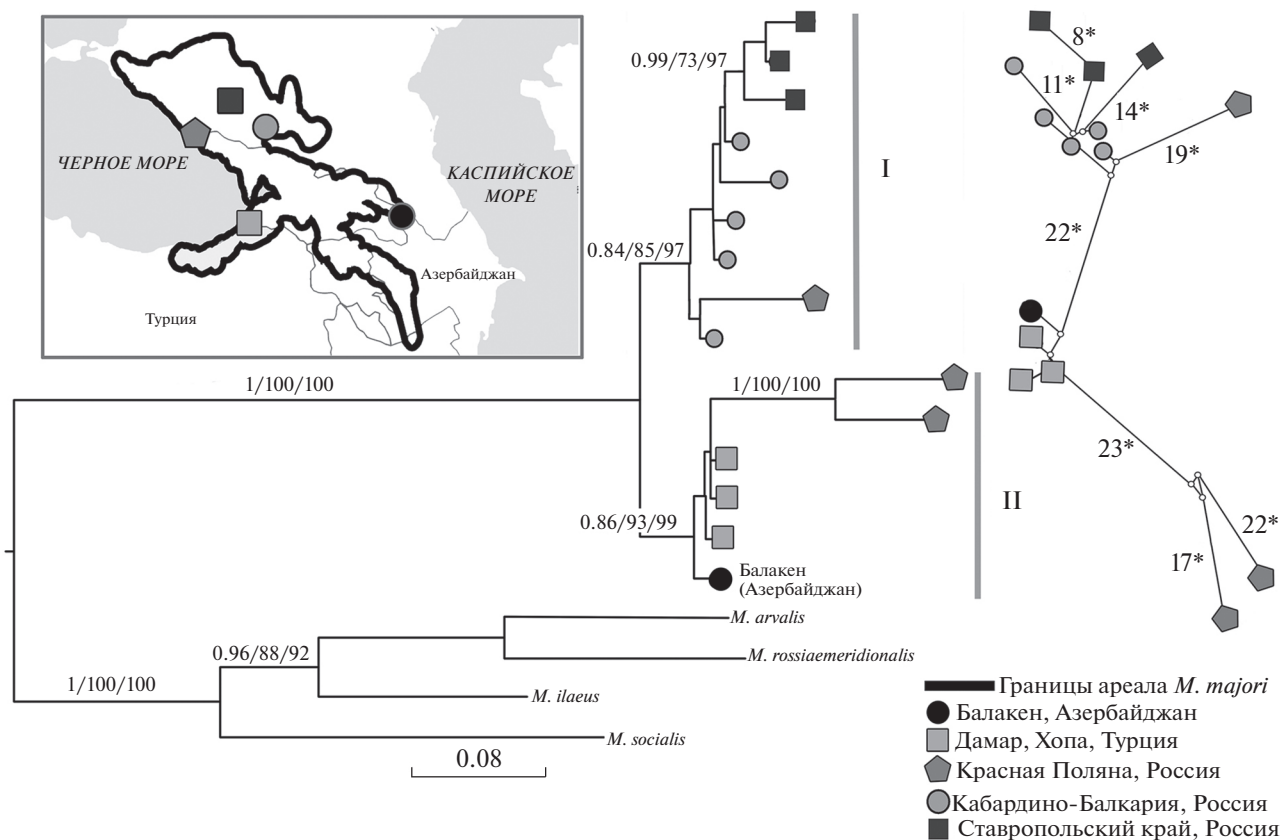 ЧЕРНОЕ МОРЕ
КАСПИЙСКОЕ
МОРЕ
Азербайджан
Турция
0.99/73/97
I
0.84/85/97
1/100/100
1/100/100
II
0.86/93/99
Балакен
(Азербайджан)
M. arvalis
M. rossiaemeridionalis
0.96/88/92
1/100/100
M. ilaeus
M. socialis
0.08
8*
11*
14*
19*
22*
23*
22*
17*
Границы ареала M. majori
Балакен, Азербайджан
Дамар, Хопа, Турция
Красная Поляна, Россия
Кабардино-Балкария, Россия
Ставропольский край, Россия